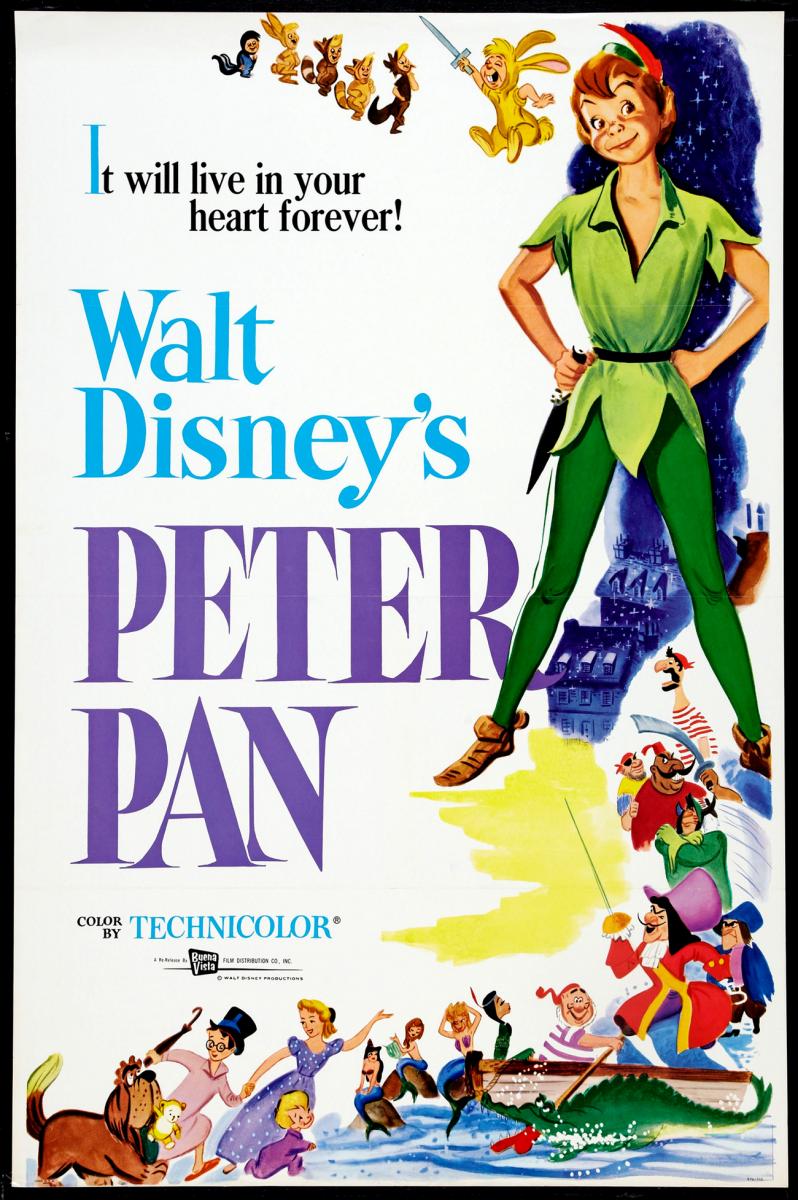 It will live in your
heart forever!
Walt
Disney's
PETER
PAN
COLOR
BY TECHNICOLOR®
A Re-Release By Buena Vista FILM DISTRIBUTION CO., INC.
© WALT DISNEY PRODUCTIONS